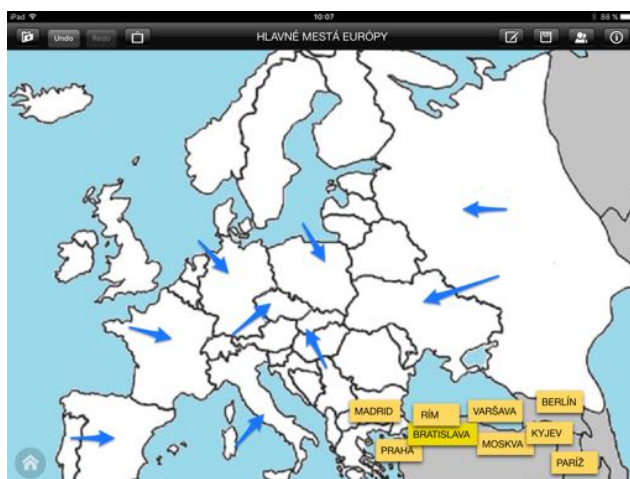 iPad 10:07 88 %
Undo Redo HLAVNÉ MESTÁ EURÓPY
BERLÍN
MADRID RÍM VARŠAVA
BRATISLAVA KYJEV
PRAHA MOSKVA
PARÍŽ